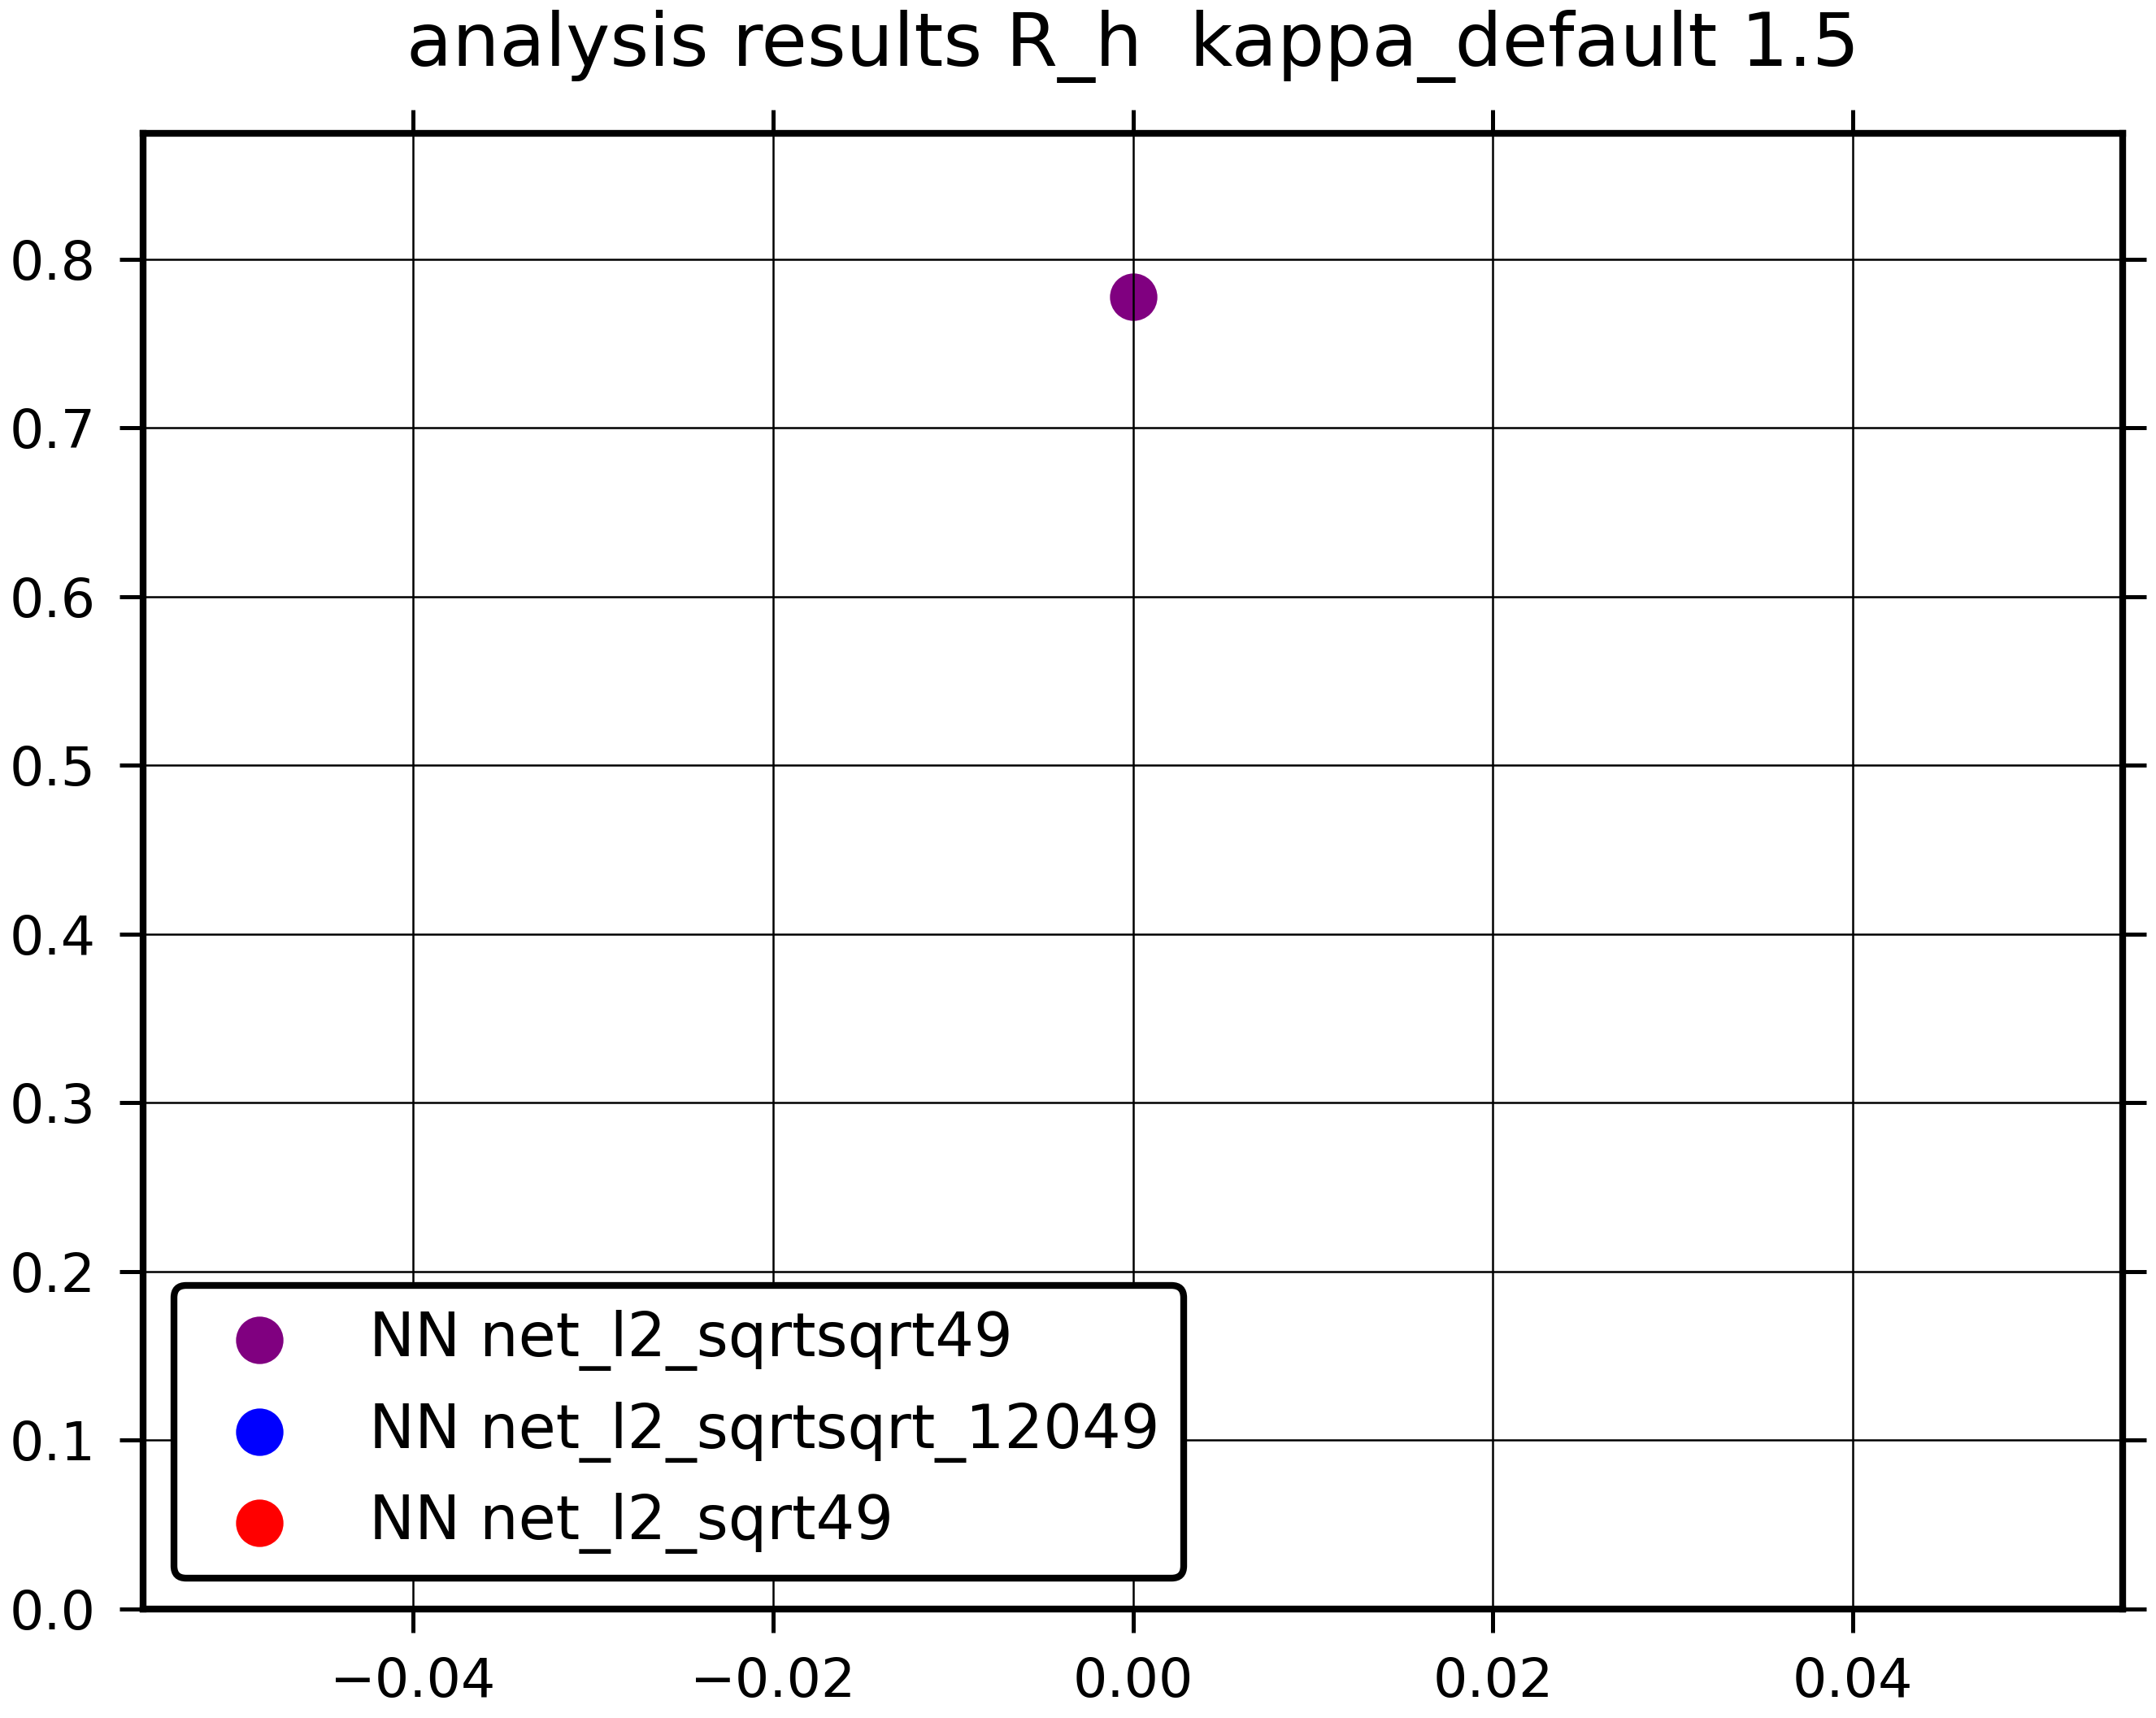 analysis results R_h  kappa_default 1.5
0.8
0.7
0.6
0.5
0.4
0.3
0.2
0.1
0.0
NN net_l2_sqrtsqrt49
NN net_l2_sqrtsqrt_12049
NN net_l2_sqrt49
−0.04 −0.02 0.00 0.02 0.04